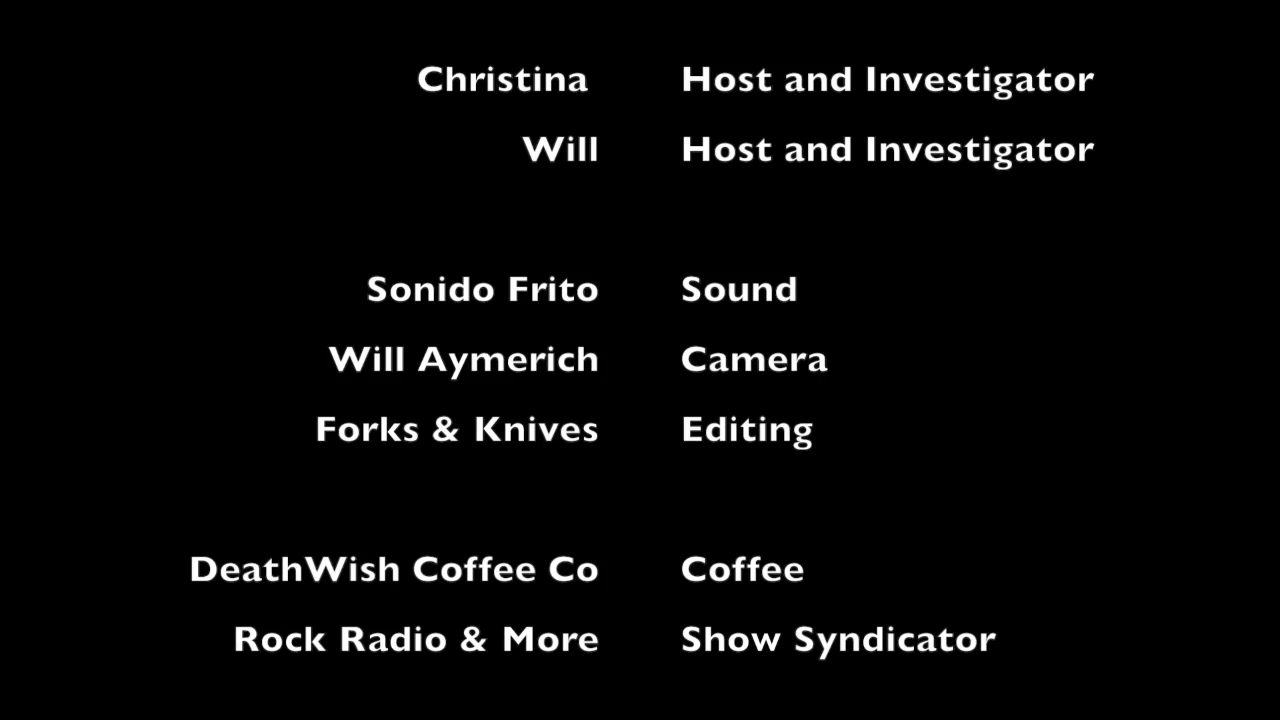 Christina Host and Investigator
Will Host and Investigator
Sonido Frito Sound
Will Aymerich Camera
Forks & Knives Editing
DeathWish Coffee Co Coffee
Rock Radio & More Show Syndicator